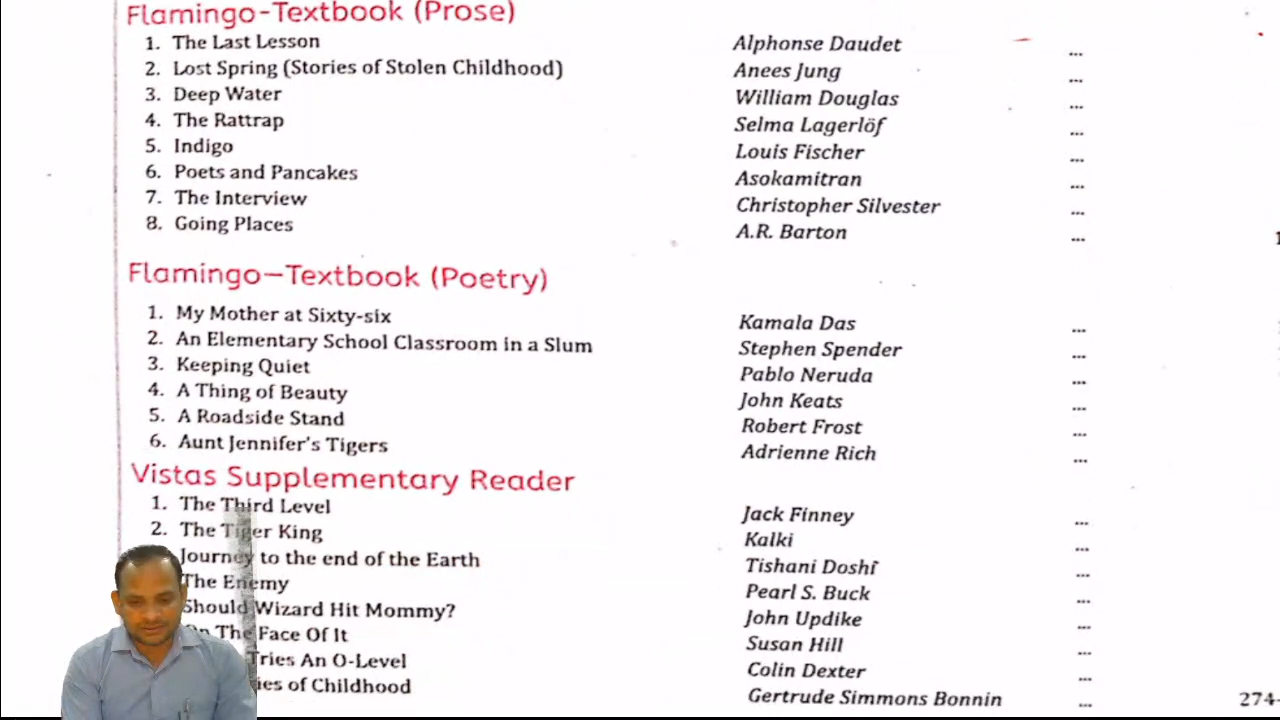 Flamingo-Textbook (Prose)
1. The Last Lesson Alphonse Daudet ...
2. Lost Spring (Stories of Stolen Childhood) Anees Jung ...
3. Deep Water William Douglas ...
4. The Rattrap Selma Lagerlöf ...
5. Indigo Louis Fischer ...
6. Poets and Pancakes Asokamitran ...
7. The Interview Christopher Silvester ...
8. Going Places A.R. Barton ... 1
Flamingo—Textbook (Poetry)
1. My Mother at Sixty-six Kamala Das ...
2. An Elementary School Classroom in a Slum Stephen Spender ...
3. Keeping Quiet Pablo Neruda ...
4. A Thing of Beauty John Keats ...
5. A Roadside Stand Robert Frost ...
6. Aunt Jennifer's Tigers Adrienne Rich ...
Vistas Supplementary Reader
1. The Third Level Jack Finney ...
2. The Tiger King Kalki ...
Journey to the end of the Earth Tishani Doshi ...
The Enemy Pearl S. Buck ...
Should Wizard Hit Mommy? John Updike ...
On The Face Of It Susan Hill ...
Tries An O-Level Colin Dexter ...
of Childhood Gertrude Simmons Bonnin ... 274-